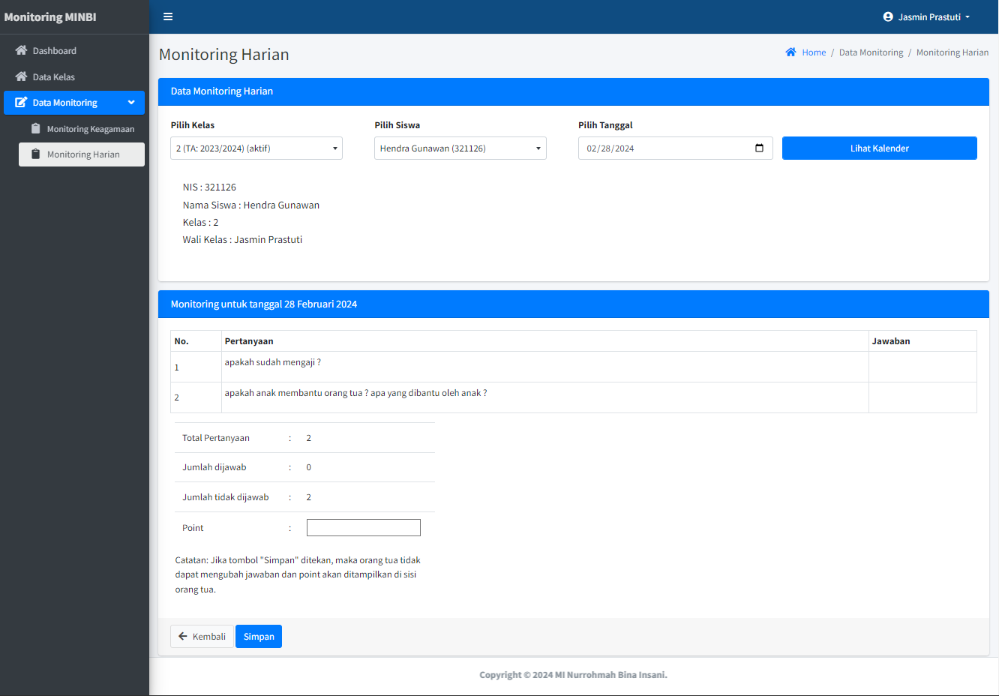 Monitoring MINBI
Jasmin Prastuti
Dashboard
Data Kelas
Data Monitoring
Monitoring Keagamaan
Monitoring Harian
Monitoring Harian
Home / Data Monitoring / Monitoring Harian
Data Monitoring Harian
Pilih Kelas Pilih Siswa Pilih Tanggal
2 (TA: 2023/2024) (aktif) Hendra Gunawan (321126) 02/28/2024 Lihat Kalender
NIS : 321126
Nama Siswa : Hendra Gunawan
Kelas : 2
Wali Kelas : Jasmin Prastuti
Monitoring untuk tanggal 28 Februari 2024
No. Pertanyaan Jawaban
1 apakah sudah mengaji ?
2 apakah anak membantu orang tua ? apa yang dibantu oleh anak ?
Total Pertanyaan : 2
Jumlah dijawab : 0
Jumlah tidak dijawab : 2
Point :
Catatan: Jika tombol "Simpan" ditekan, maka orang tua tidak
dapat mengubah jawaban dan point akan ditampilkan di sisi
orang tua.
Kembali Simpan
Copyright © 2024 MI Nurrohmah Bina Insani.